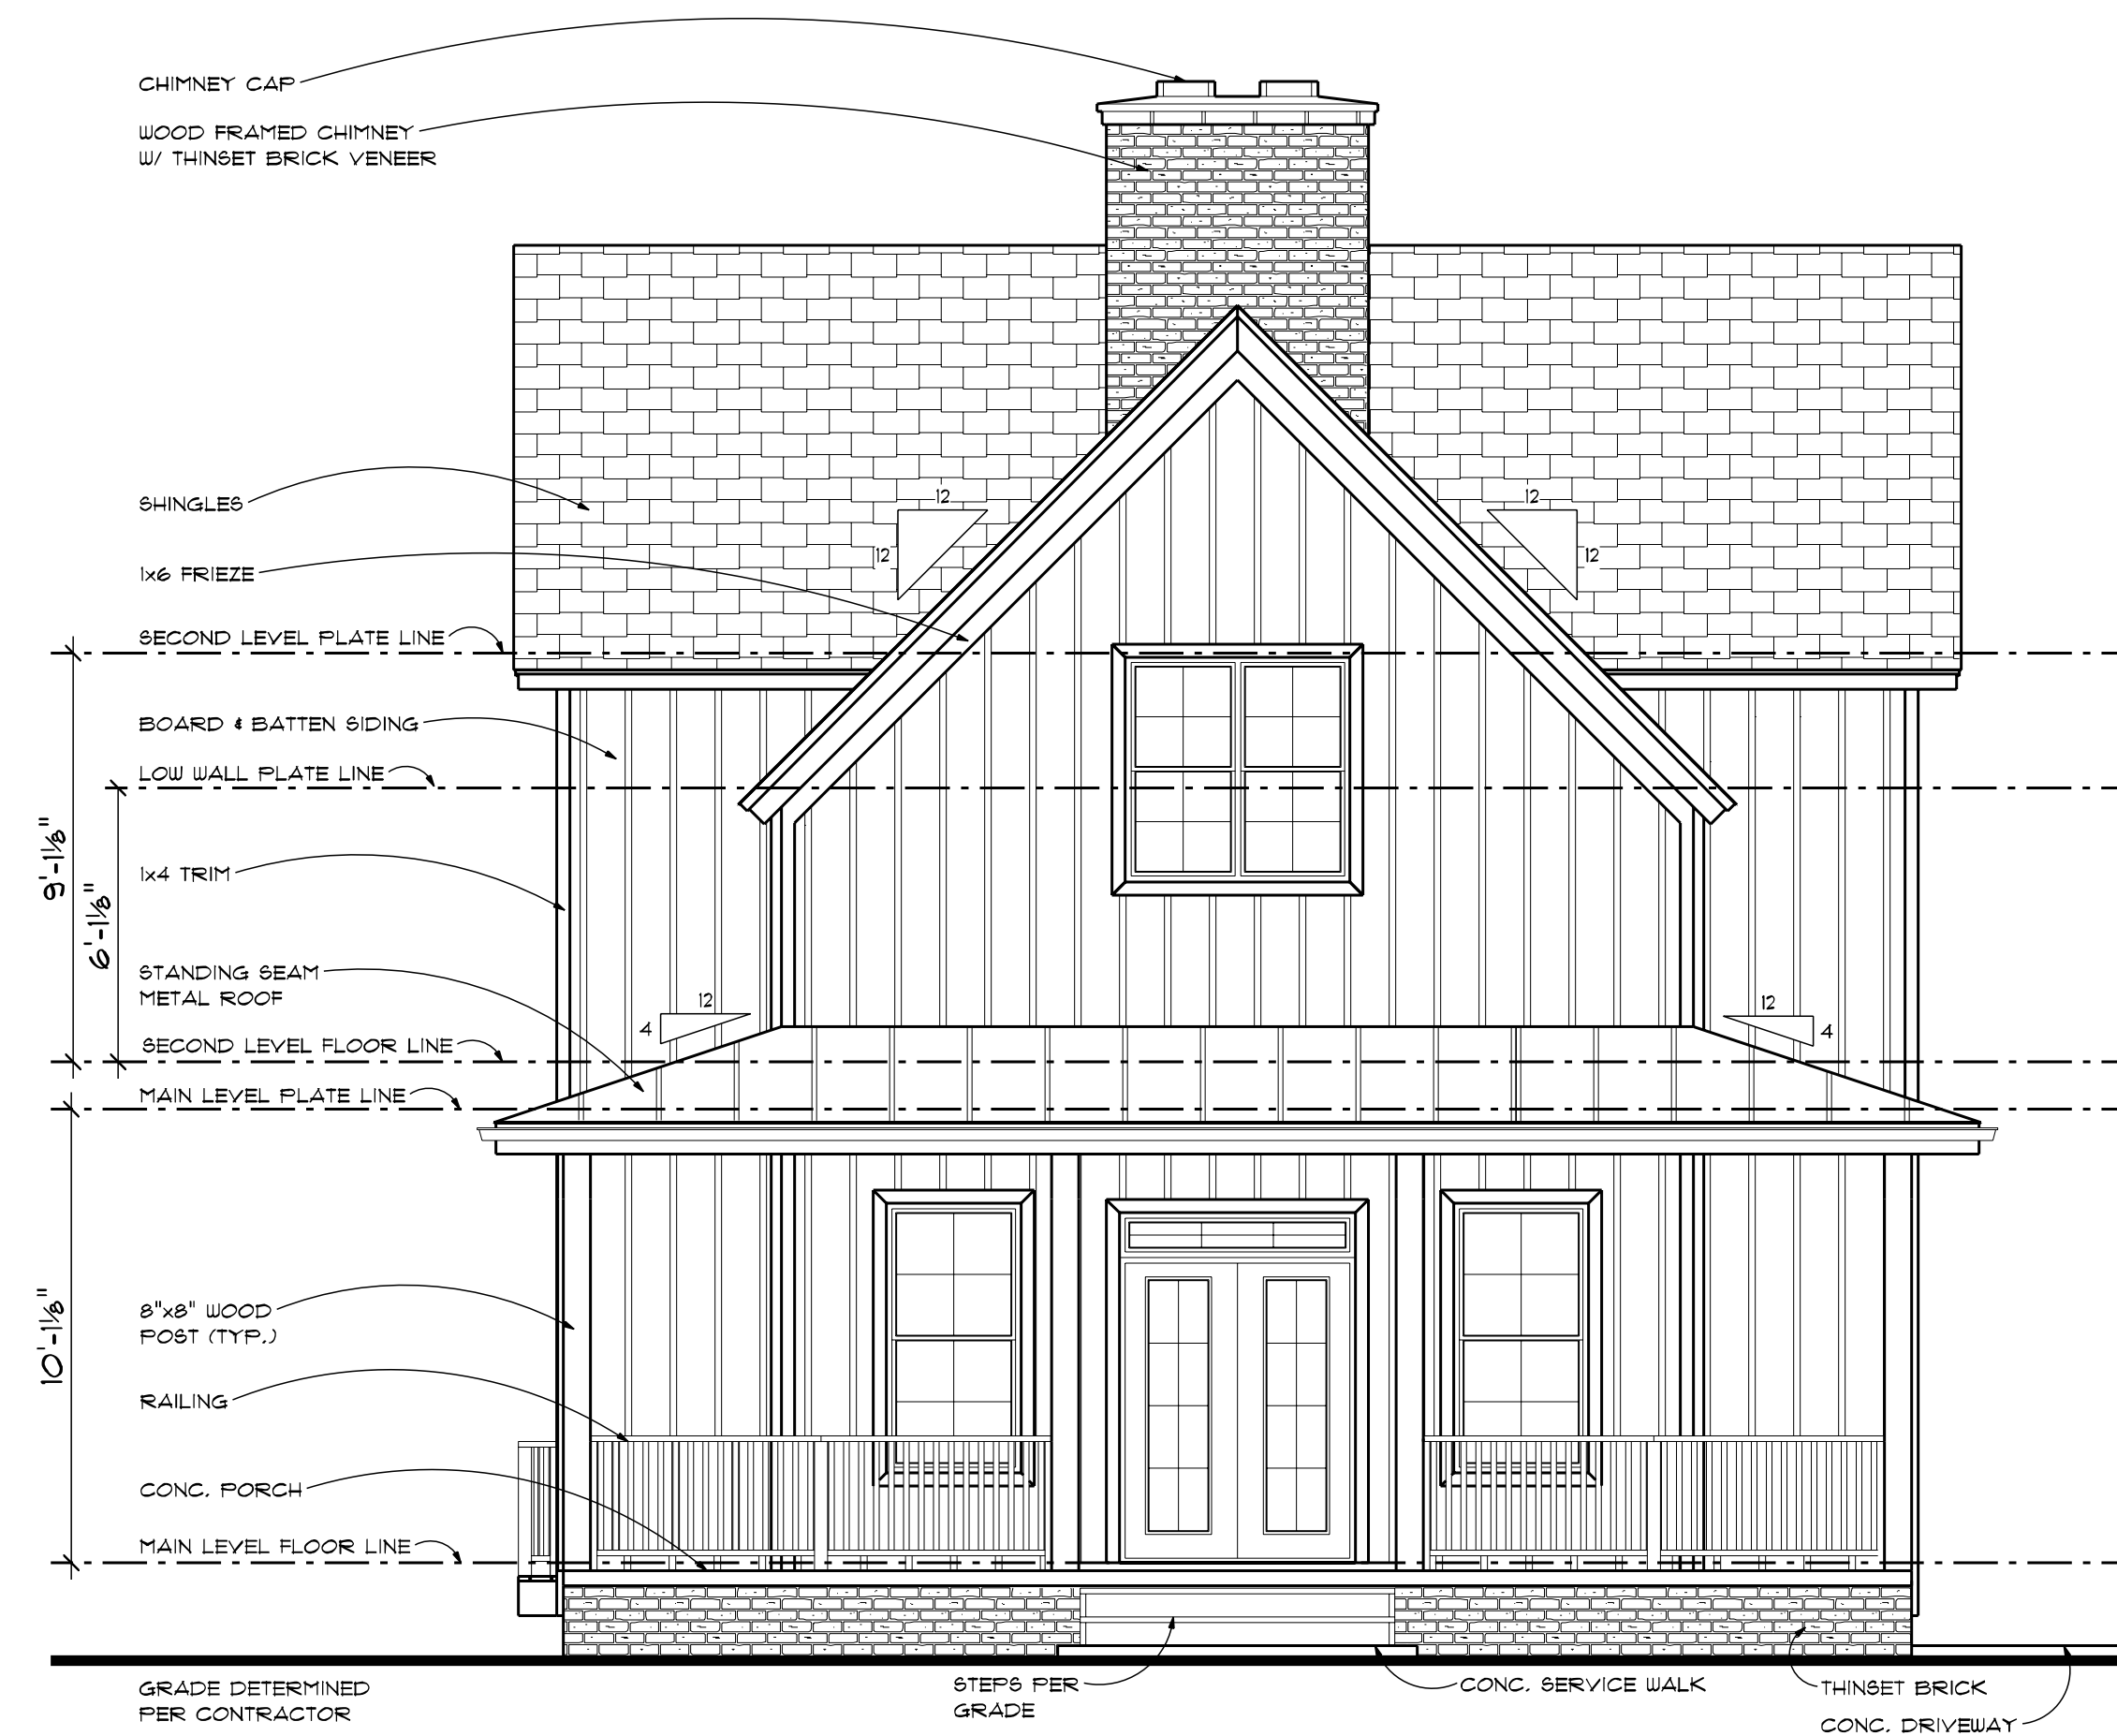 CHIMNEY CAP
WOOD FRAMED CHIMNEY
W/ THINSET BRICK VENEER
SHINGLES
12
12
12
12
1x6 FRIEZE
SECOND LEVEL PLATE LINE
BOARD & BATTEN SIDING
LOW WALL PLATE LINE
9'-1⅛"
6'-1⅛"
1x4 TRIM
STANDING SEAM
METAL ROOF
12
4
12
4
SECOND LEVEL FLOOR LINE
MAIN LEVEL PLATE LINE
10'-1⅛"
8"x8" WOOD
POST (TYP.)
RAILING
CONC. PORCH
MAIN LEVEL FLOOR LINE
GRADE DETERMINED
PER CONTRACTOR
STEPS PER
GRADE
CONC. SERVICE WALK
THINSET BRICK
CONC. DRIVEWAY